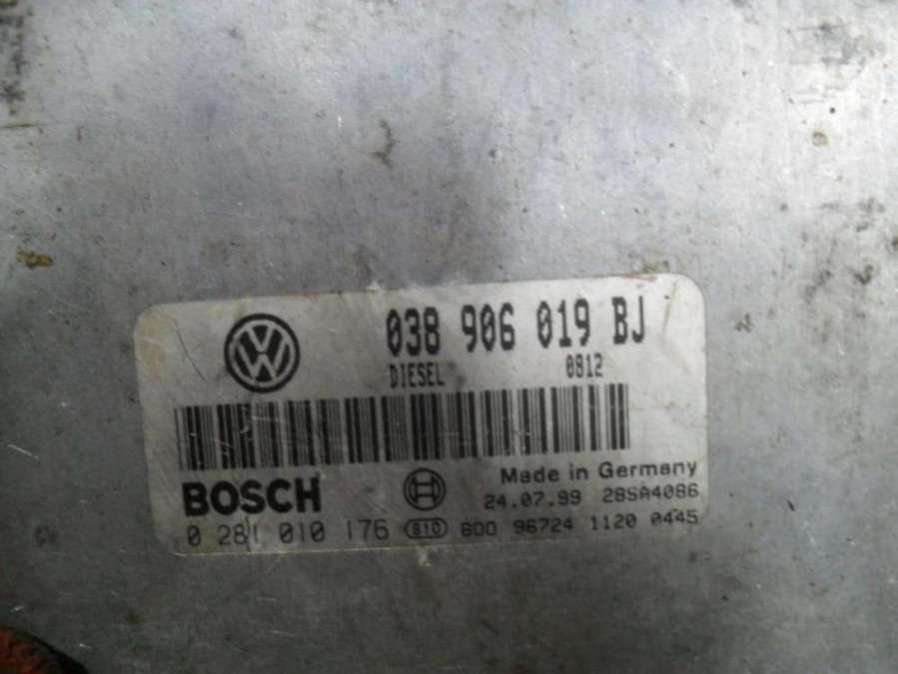 038 906 019 BJ
DIESEL 0812
BOSCH
Made in Germany
24.07.99 28SA4086
0 281 010 176 610 800 96724 1120 0445